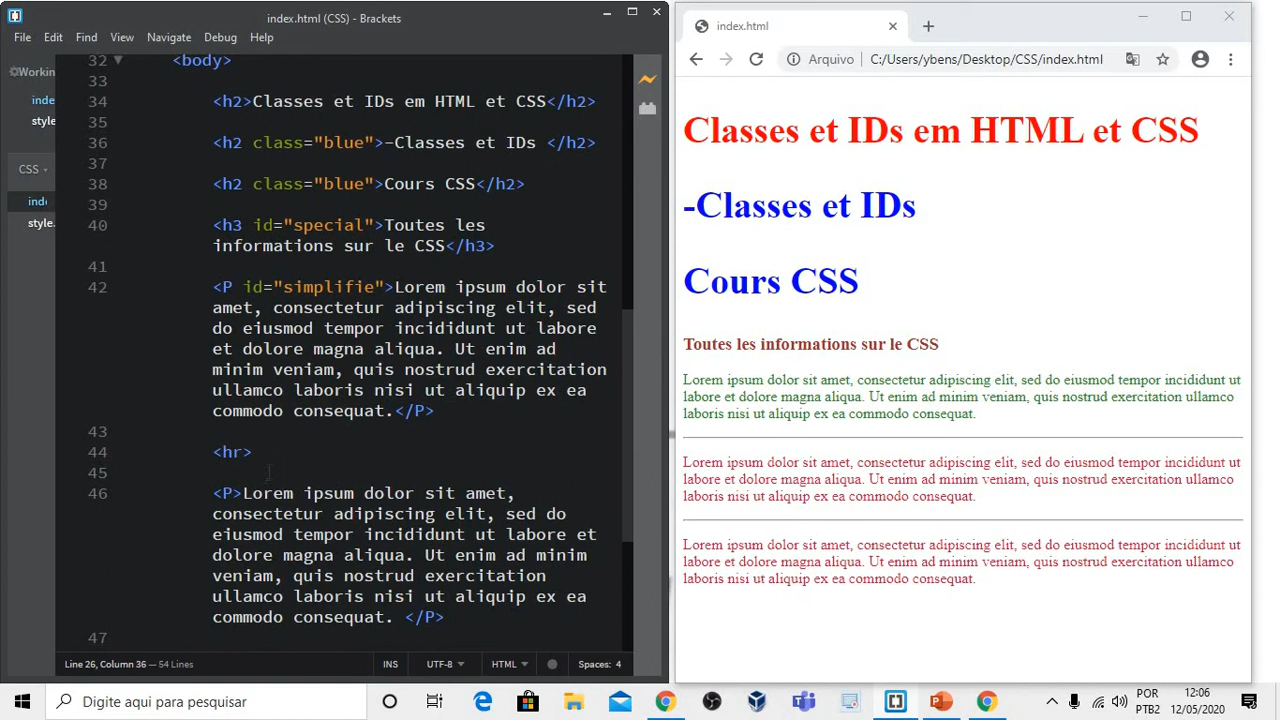 index.html (CSS) - Brackets
File Edit Find View Navigate Debug Help
Working
inde
style.
CSS
inde
style.
32 <body>
33
34 <h2>Classes et IDs em HTML et CSS</h2>
35
36 <h2 class="blue">-Classes et IDs </h2>
37
38 <h2 class="blue">Cours CSS</h2>
39
40 <h3 id="special">Toutes les
informations sur le CSS</h3>
41
42 <P id="simplifie">Lorem ipsum dolor sit
amet, consectetur adipiscing elit, sed
do eiusmod tempor incididunt ut labore
et dolore magna aliqua. Ut enim ad
minim veniam, quis nostrud exercitation
ullamco laboris nisi ut aliquip ex ea
commodo consequat.</P>
43
44 <hr>
45
46 <P>Lorem ipsum dolor sit amet,
consectetur adipiscing elit, sed do
eiusmod tempor incididunt ut labore et
dolore magna aliqua. Ut enim ad minim
veniam, quis nostrud exercitation
ullamco laboris nisi ut aliquip ex ea
commodo consequat. </P>
47
Line 26, Column 36 — 54 Lines
INS UTF-8 HTML Spaces: 4
index.html
Arquivo C:/Users/ybens/Desktop/CSS/index.html
Classes et IDs em HTML et CSS
-Classes et IDs
Cours CSS
Toutes les informations sur le CSS
Lorem ipsum dolor sit amet, consectetur adipiscing elit, sed do eiusmod tempor incididunt ut
labore et dolore magna aliqua. Ut enim ad minim veniam, quis nostrud exercitation ullamco
laboris nisi ut aliquip ex ea commodo consequat.
Lorem ipsum dolor sit amet, consectetur adipiscing elit, sed do eiusmod tempor incididunt ut
labore et dolore magna aliqua. Ut enim ad minim veniam, quis nostrud exercitation ullamco
laboris nisi ut aliquip ex ea commodo consequat.
Lorem ipsum dolor sit amet, consectetur adipiscing elit, sed do eiusmod tempor incididunt ut
labore et dolore magna aliqua. Ut enim ad minim veniam, quis nostrud exercitation ullamco
laboris nisi ut aliquip ex ea commodo consequat.
Digite aqui para pesquisar
POR
PTB2
12:06
12/05/2020